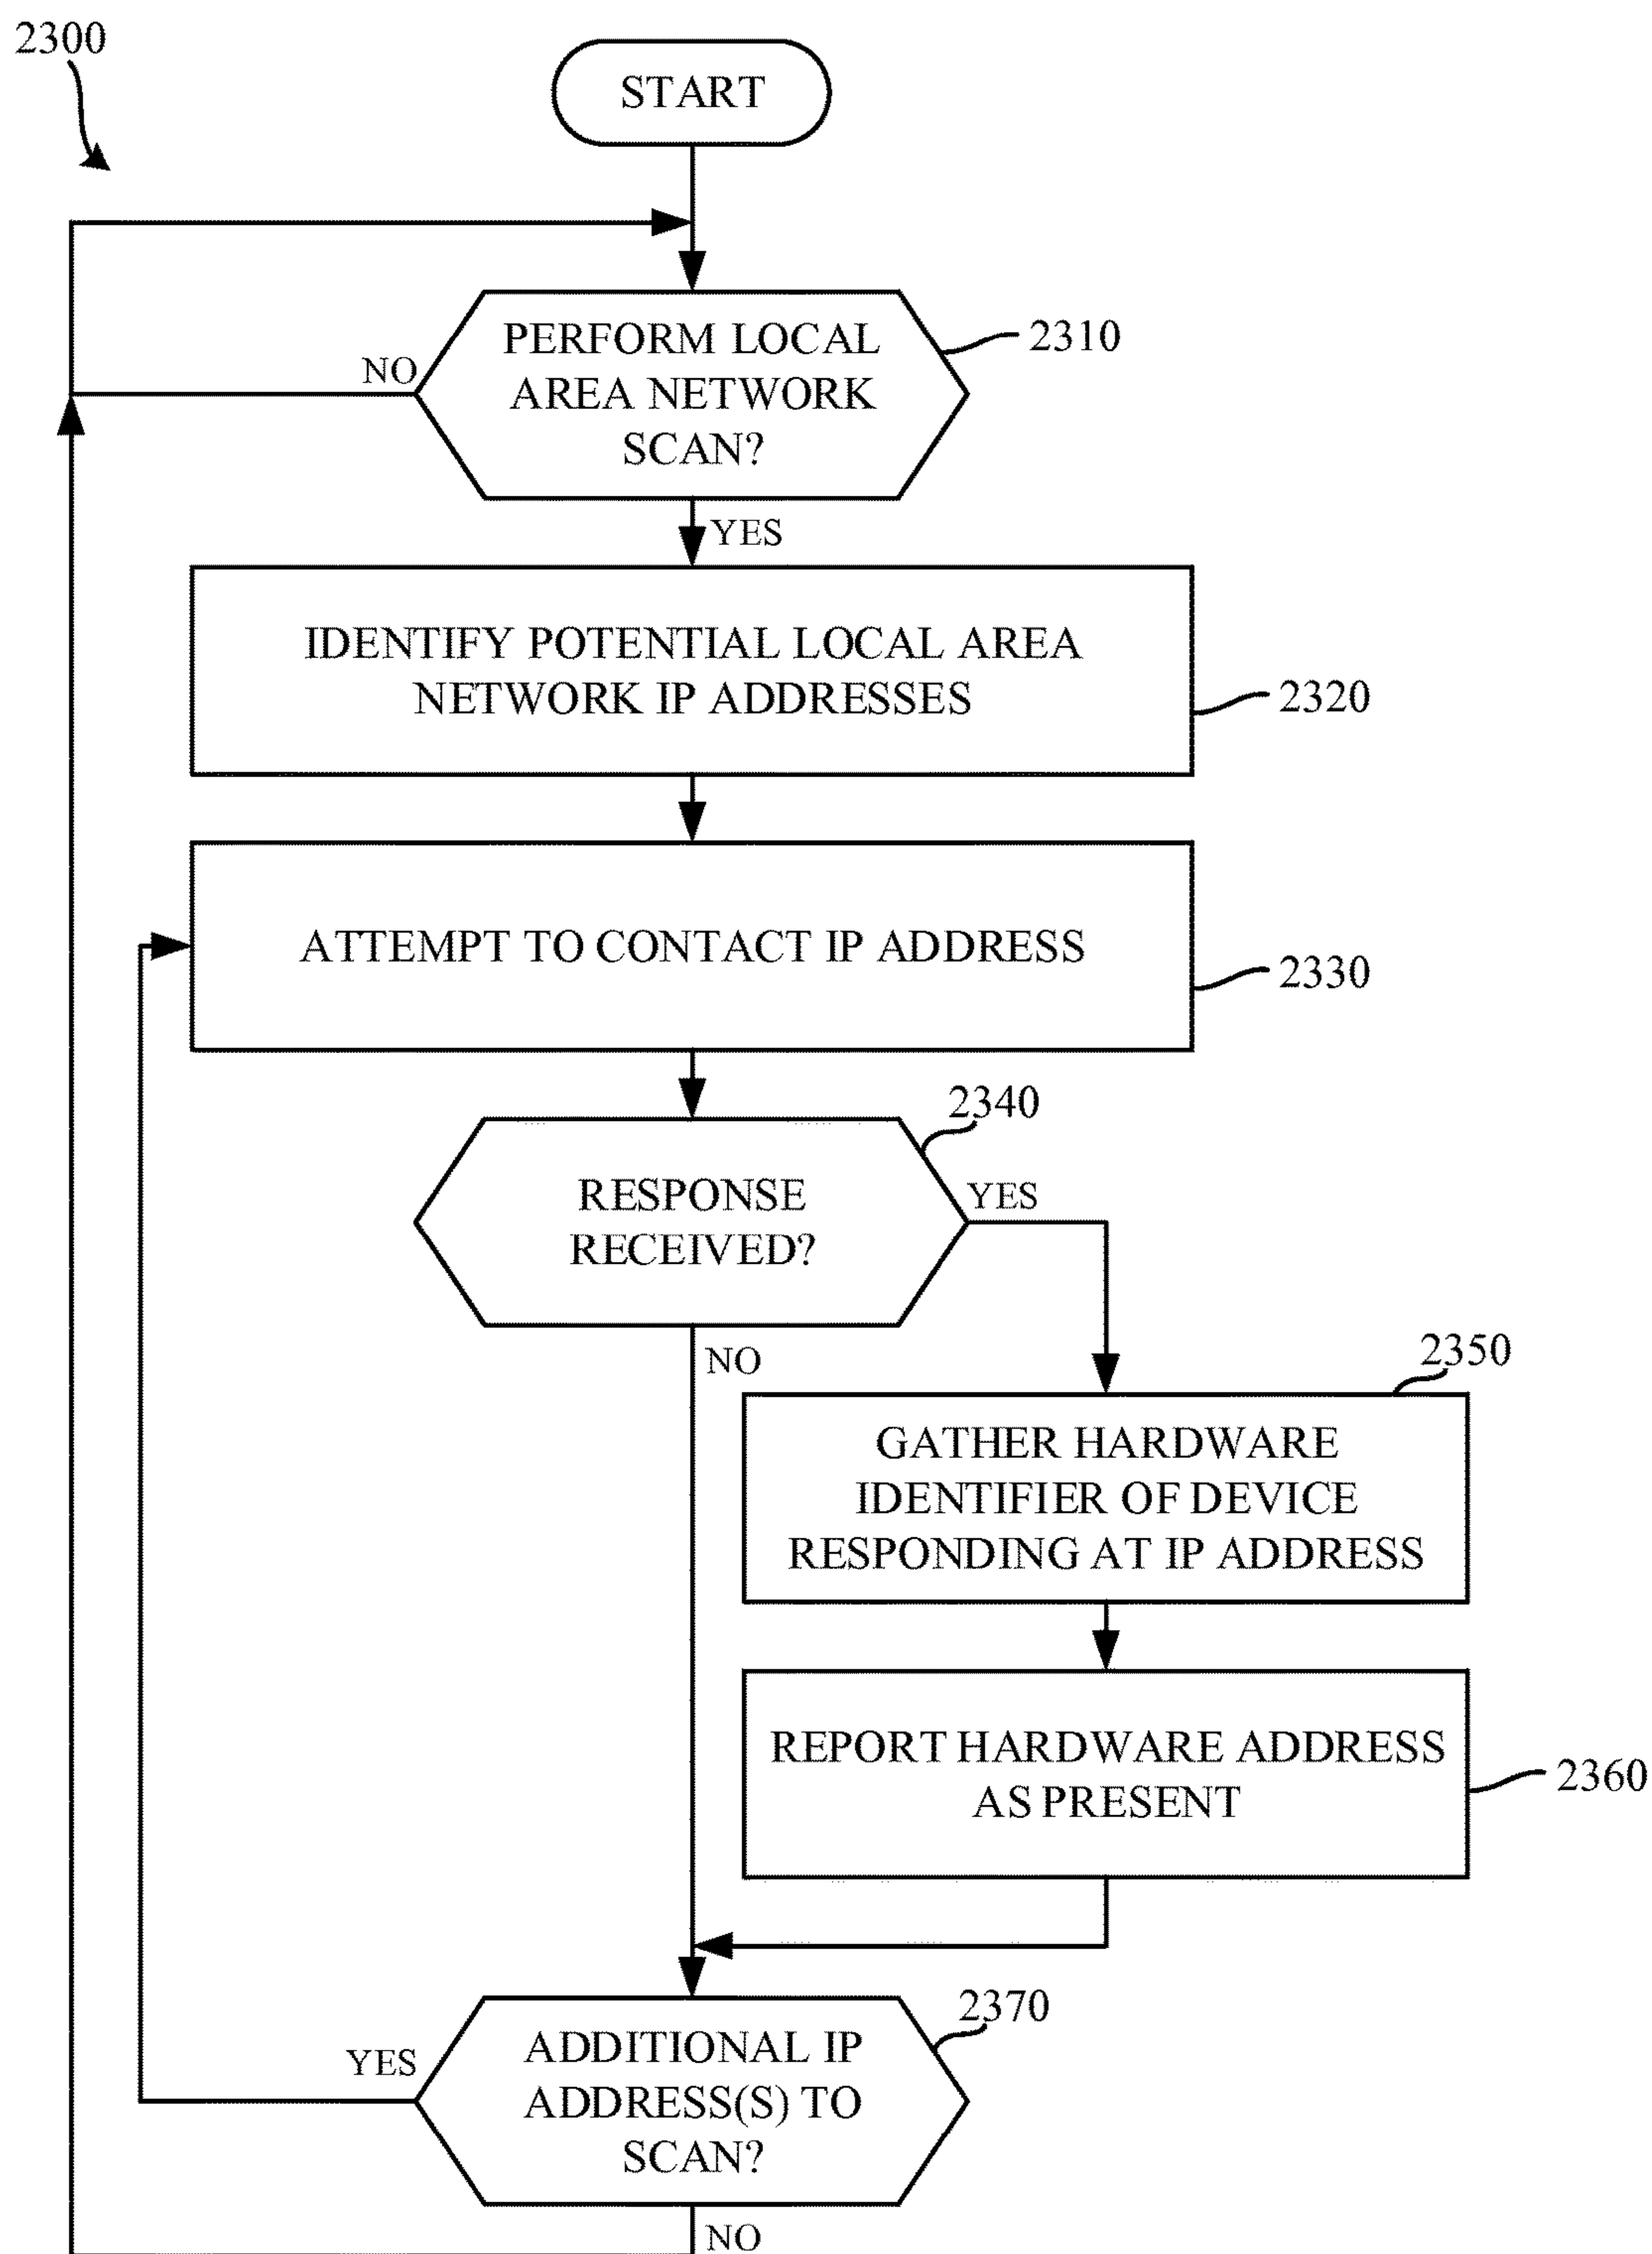 2300
START
PERFORM LOCAL
AREA NETWORK
SCAN?
2310
NO
YES
IDENTIFY POTENTIAL LOCAL AREA
NETWORK IP ADDRESSES
2320
ATTEMPT TO CONTACT IP ADDRESS
2330
2340
RESPONSE
RECEIVED?
YES
NO
2350
GATHER HARDWARE
IDENTIFIER OF DEVICE
RESPONDING AT IP ADDRESS
REPORT HARDWARE ADDRESS
AS PRESENT
2360
2370
ADDITIONAL IP
ADDRESS(S) TO
SCAN?
YES
NO